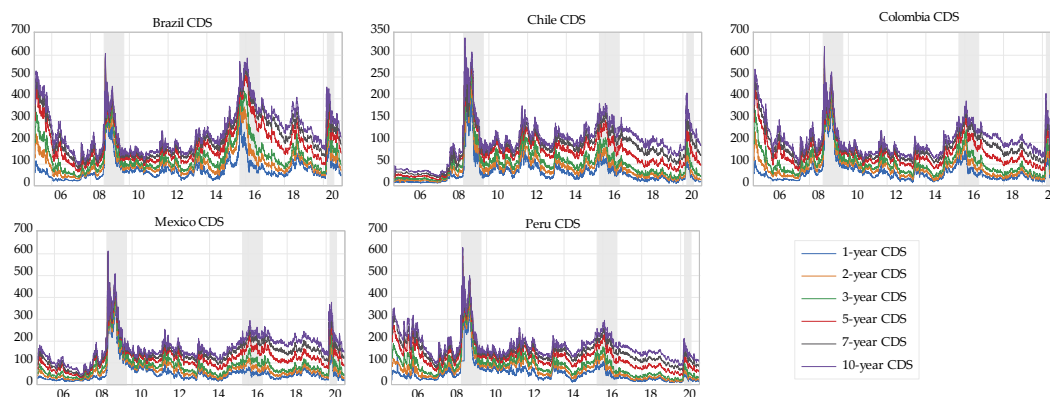 Brazil CDS
700
600
500
400
300
200
100
0
06 08 10 12 14 16 18 20
Chile CDS
350
300
250
200
150
100
50
0
06 08 10 12 14 16 18 20
Colombia CDS
700
600
500
400
300
200
100
0
06 08 10 12 14 16 18 2
Mexico CDS
700
600
500
400
300
200
100
0
06 08 10 12 14 16 18 20
Peru CDS
700
600
500
400
300
200
100
0
06 08 10 12 14 16 18 20
1-year CDS
2-year CDS
3-year CDS
5-year CDS
7-year CDS
10-year CDS